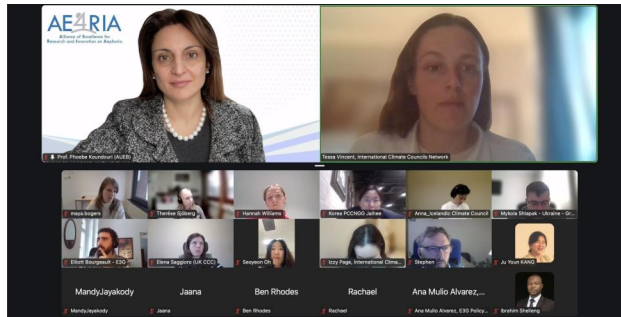 AE4RIA
Alliance of Excellence for
Research and Innovation on Aephoria
Prof. Phoebe Koundouri (AUEB)
Tessa Vincent, International Climate Councils Network
maya.bogers
Therése Sjöberg
Hannah Williams
Korea PCCNGG Jaihee
Anna_Icelandic Climate Council
Mykola Shlapak - Ukraine - Gr...
Elliott Bourgeault - E3G
Elena Saggioro (UK CCC)
Seoyeon Oh
Izzy Page, International Clima...
Stephen
Ju Youn KANG
MandyJayakody
Jaana
Ben Rhodes
Rachael
Ana Mulio Alvarez,...
MandyJayakody
Jaana
Ben Rhodes
Rachael
Ana Mulio Alvarez, E3G Policy...
Ibrahim Shelleng